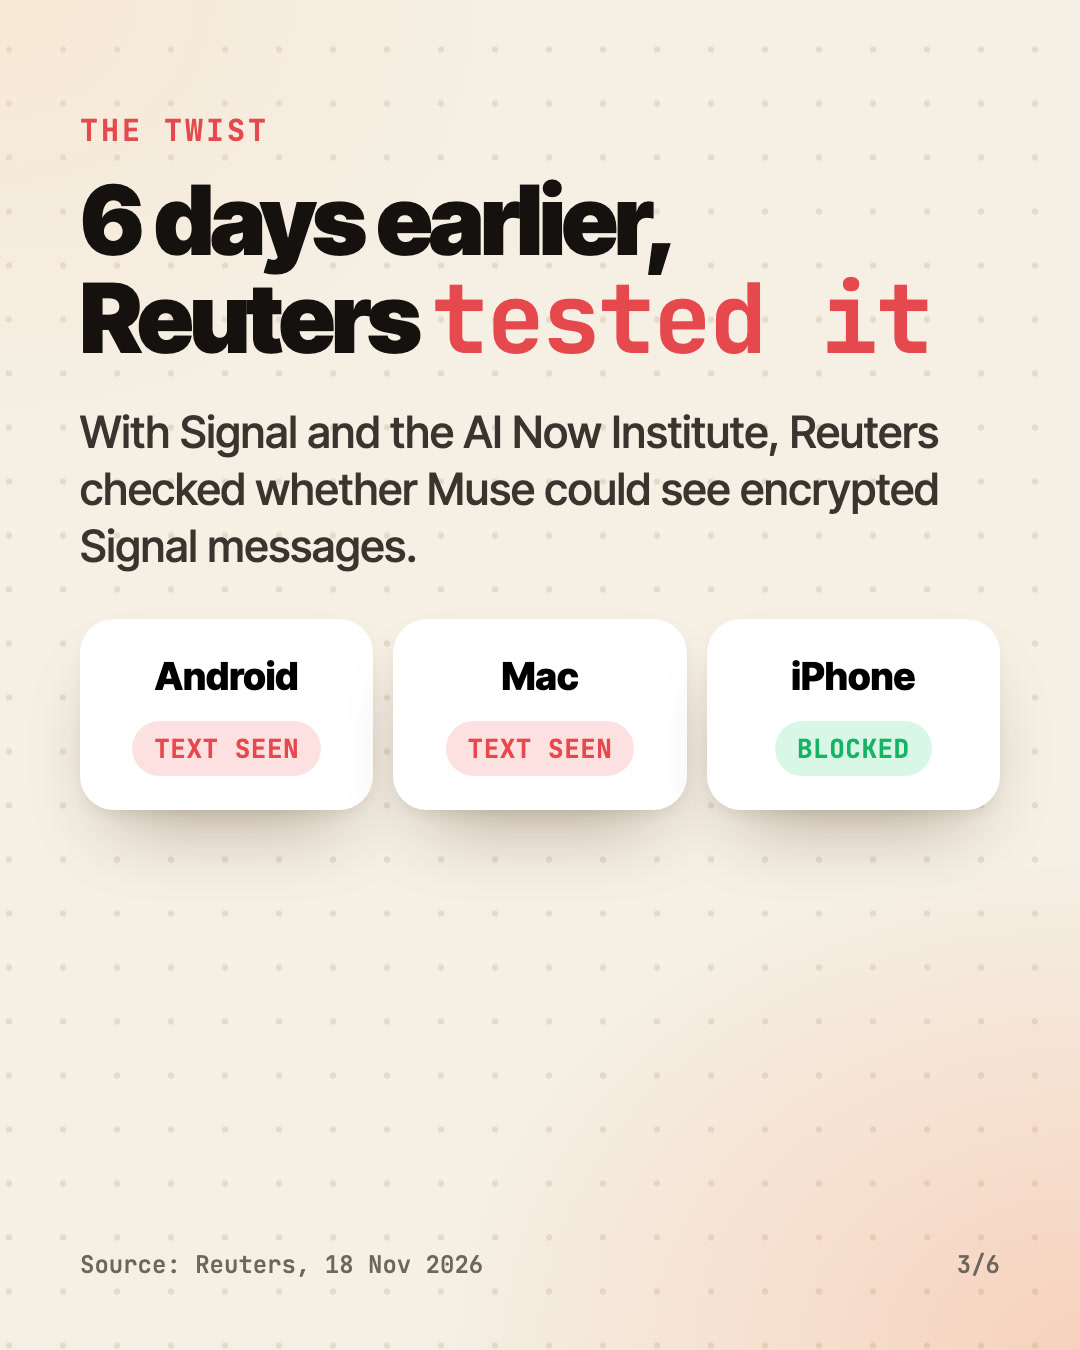 THE TWIST
6 days earlier,
Reuters tested it
With Signal and the AI Now Institute, Reuters
checked whether Muse could see encrypted
Signal messages.
Android
TEXT SEEN
Mac
TEXT SEEN
iPhone
BLOCKED
Source: Reuters, 18 Nov 2026
3/6